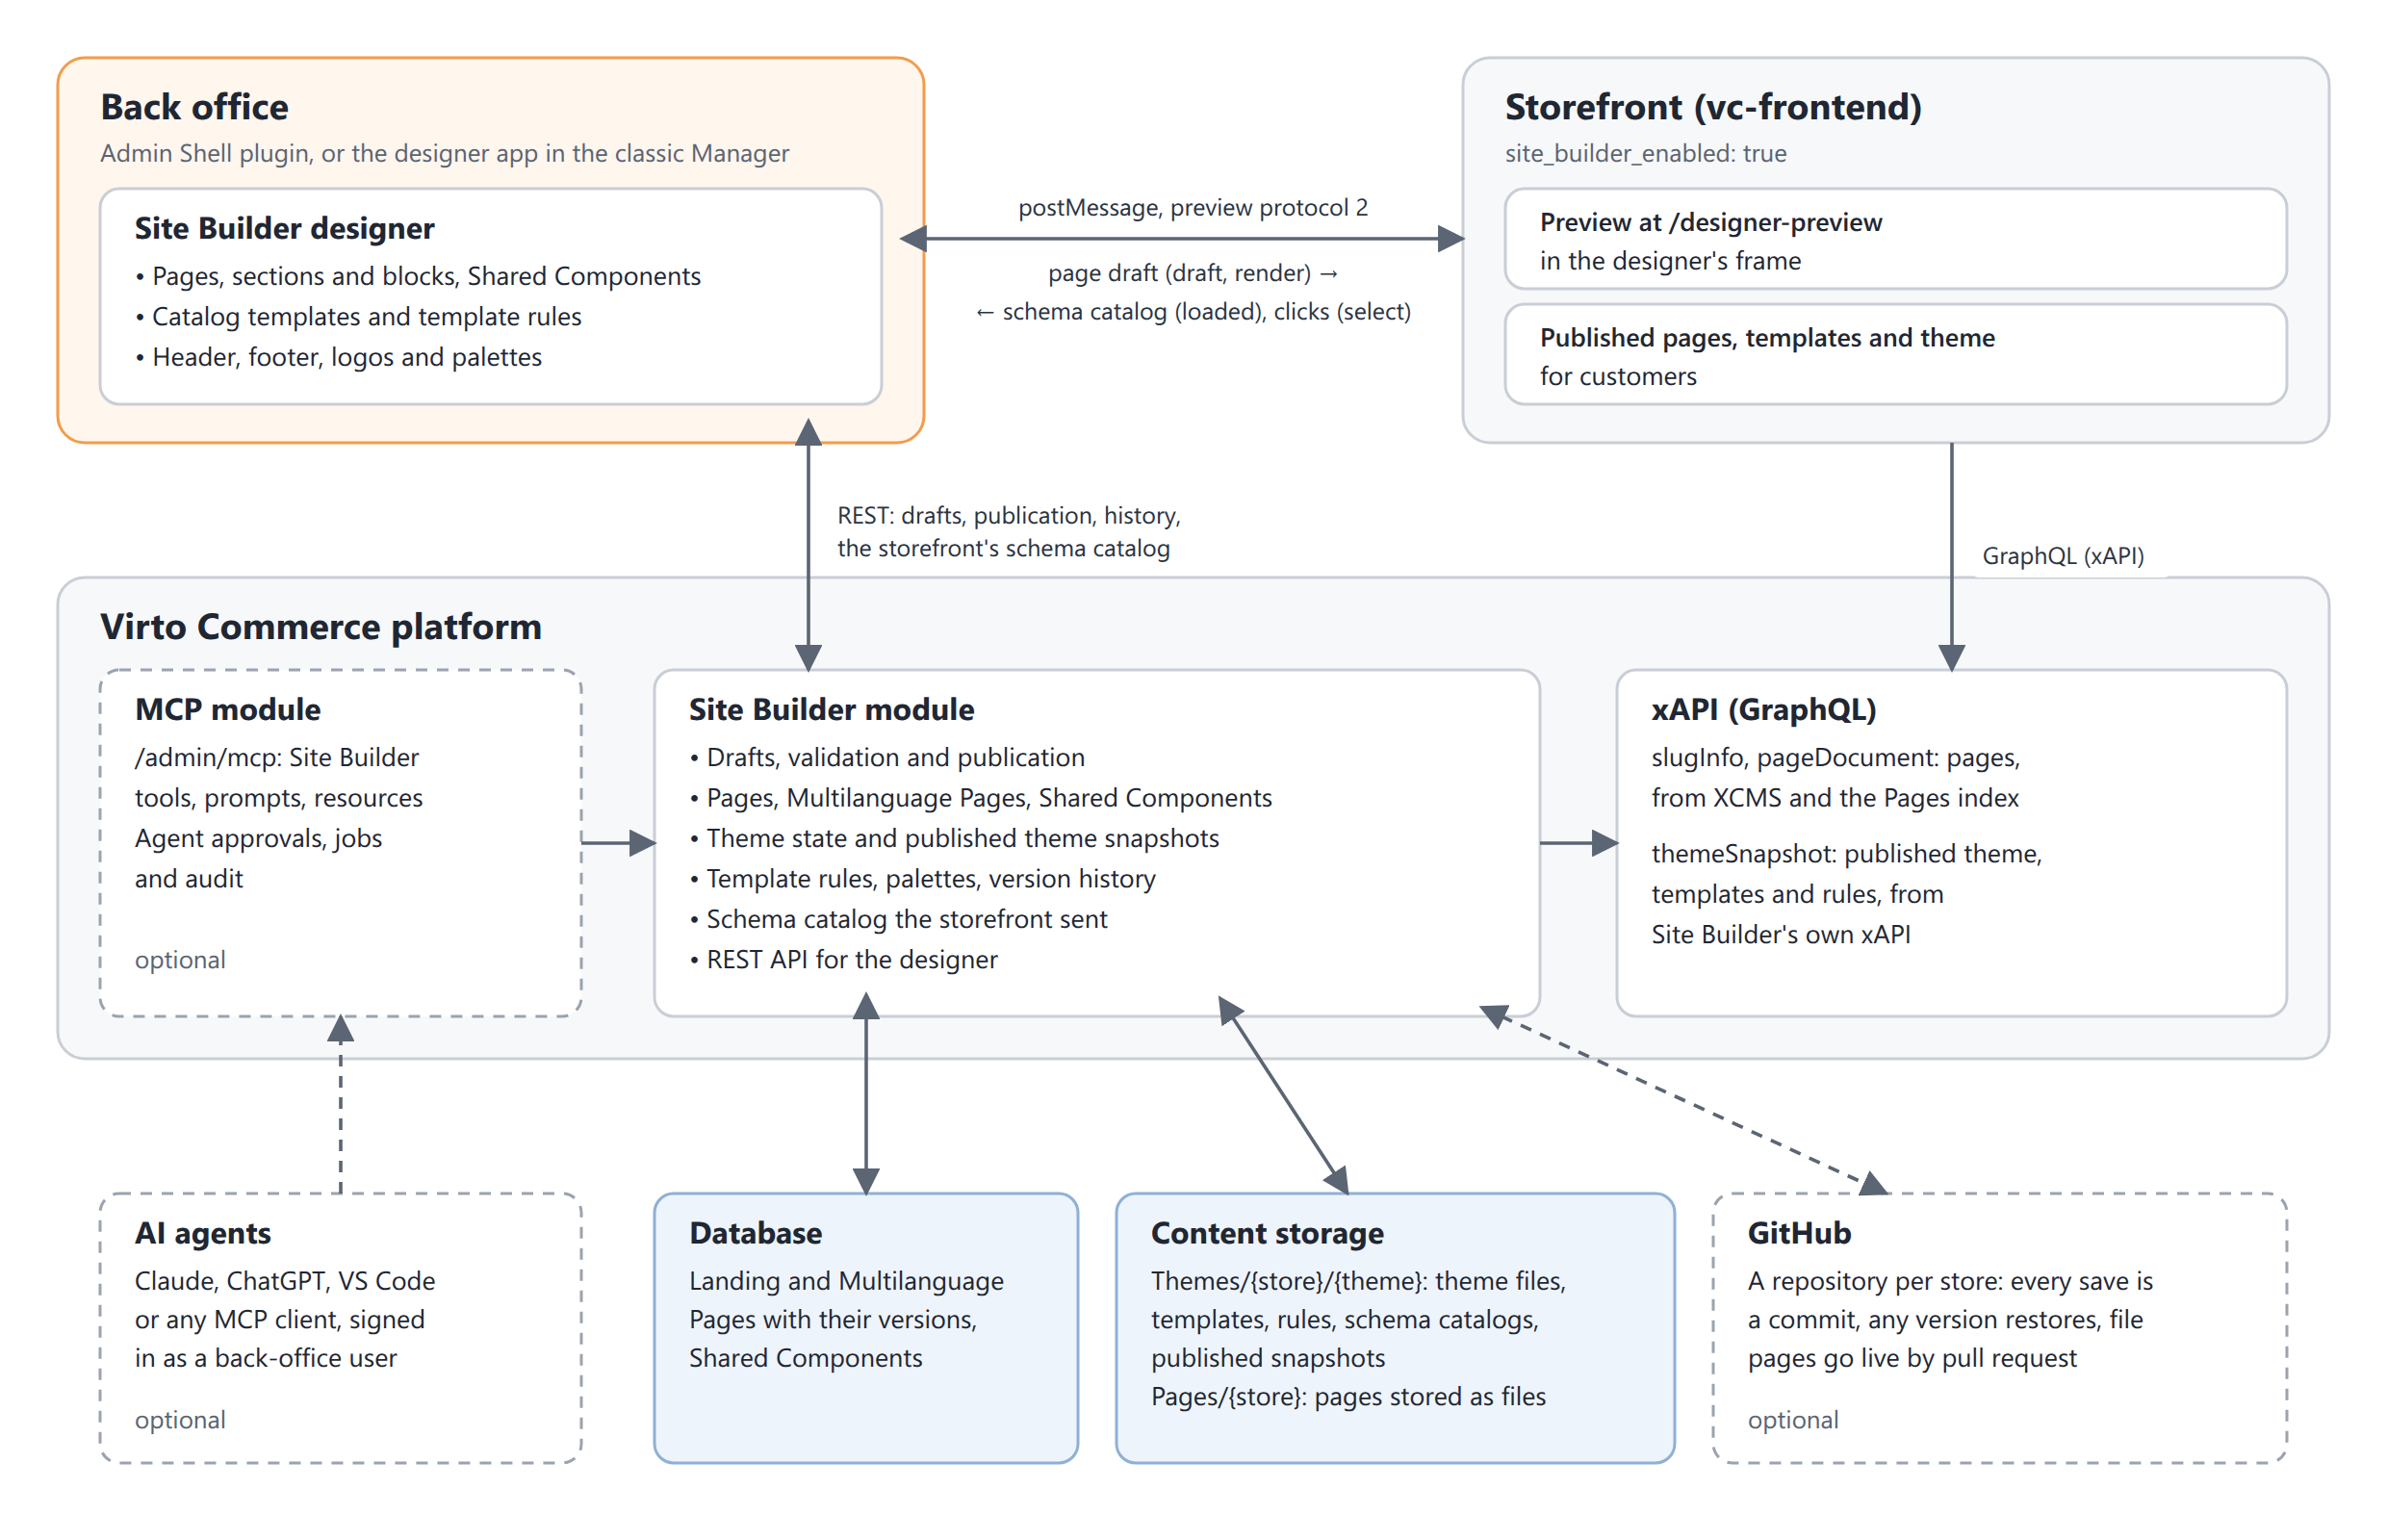 Back office
Admin Shell plugin, or the designer app in the classic Manager
Site Builder designer
• Pages, sections and blocks, Shared Components
• Catalog templates and template rules
• Header, footer, logos and palettes
postMessage, preview protocol 2
page draft (draft, render) →
← schema catalog (loaded), clicks (select)
Storefront (vc-frontend)
site_builder_enabled: true
Preview at /designer-preview
in the designer's frame
Published pages, templates and theme
for customers
REST: drafts, publication, history,
the storefront's schema catalog
GraphQL (xAPI)
Virto Commerce platform
MCP module
/admin/mcp: Site Builder
tools, prompts, resources
Agent approvals, jobs
and audit
optional
Site Builder module
• Drafts, validation and publication
• Pages, Multilanguage Pages, Shared Components
• Theme state and published theme snapshots
• Template rules, palettes, version history
• Schema catalog the storefront sent
• REST API for the designer
xAPI (GraphQL)
slugInfo, pageDocument: pages,
from XCMS and the Pages index
themeSnapshot: published theme,
templates and rules, from
Site Builder's own xAPI
AI agents
Claude, ChatGPT, VS Code
or any MCP client, signed
in as a back-office user
optional
Database
Landing and Multilanguage
Pages with their versions,
Shared Components
Content storage
Themes/{store}/{theme}: theme files,
templates, rules, schema catalogs,
published snapshots
Pages/{store}: pages stored as files
GitHub
A repository per store: every save is
a commit, any version restores, file
pages go live by pull request
optional